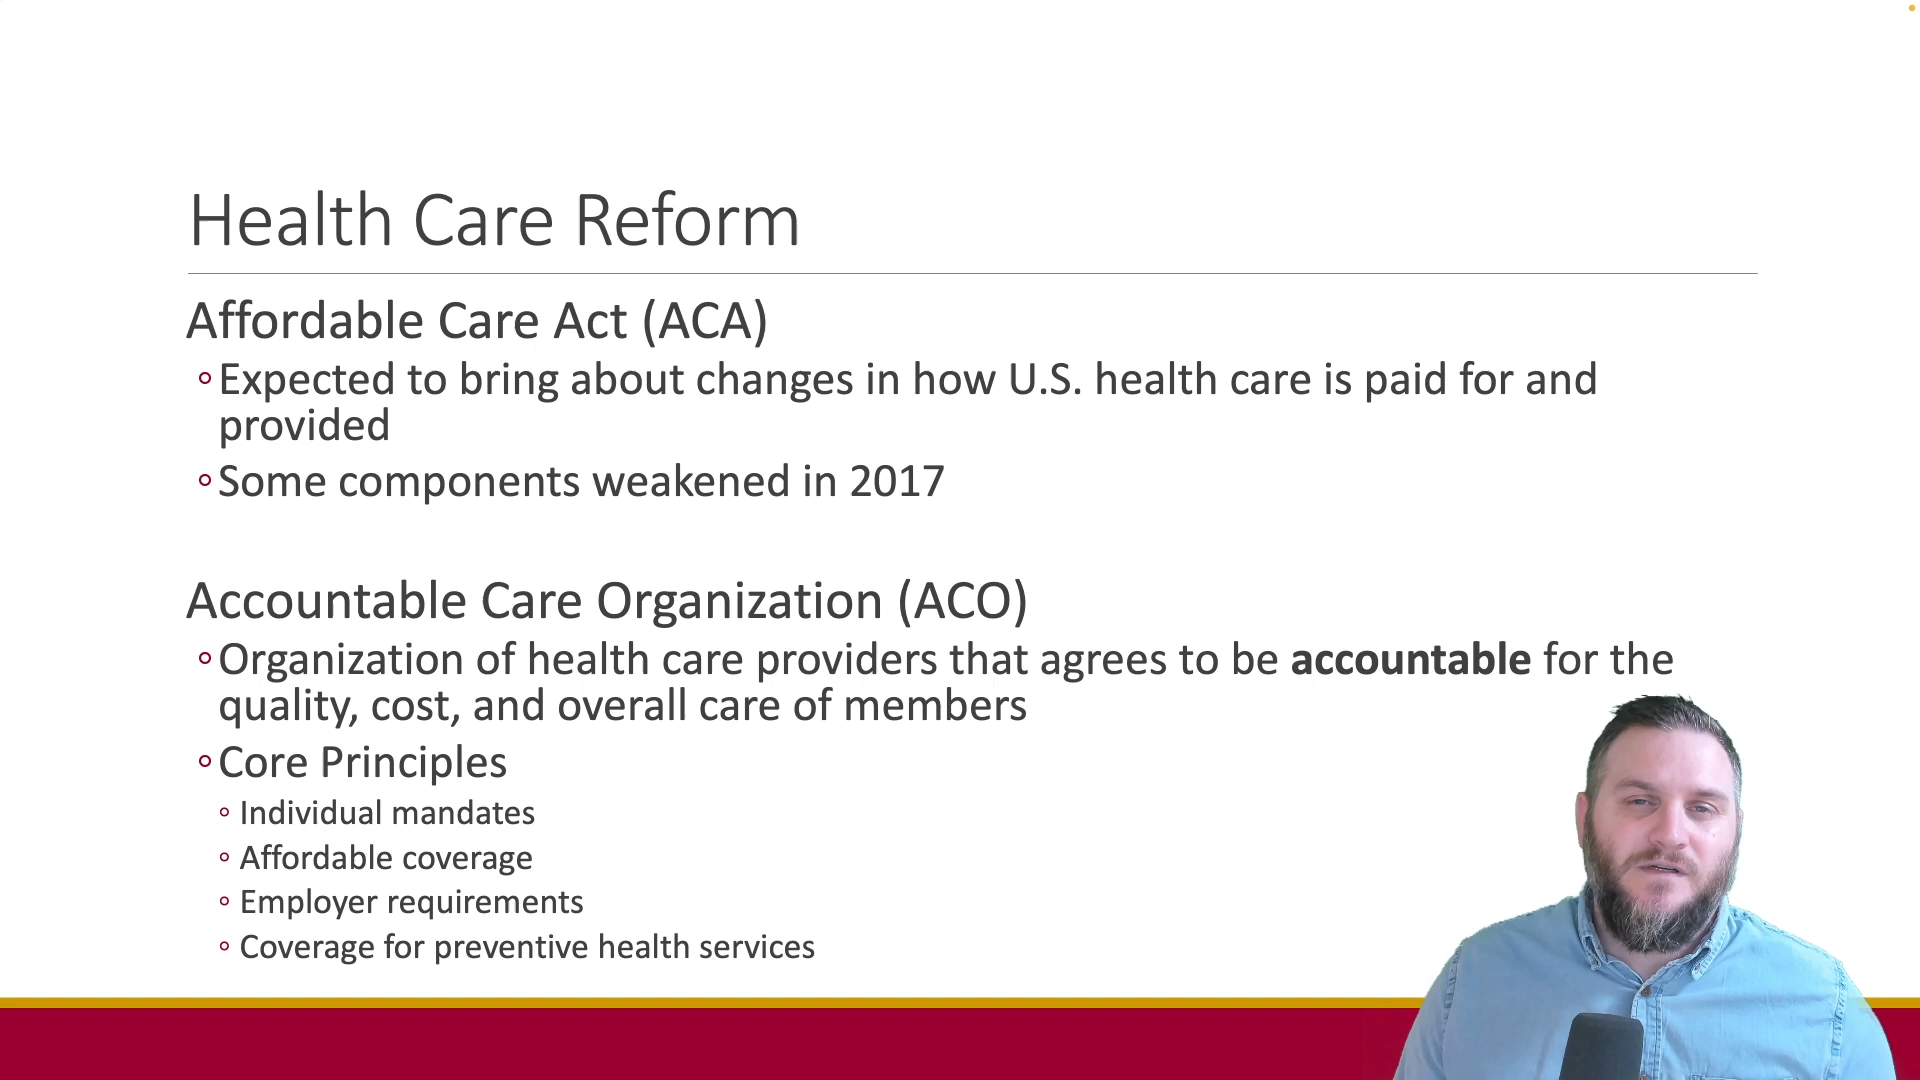 Health Care Reform
Affordable Care Act (ACA)
Expected to bring about changes in how U.S. health care is paid for and
provided
Some components weakened in 2017
Accountable Care Organization (ACO)
Organization of health care providers that agrees to be accountable for the
quality, cost, and overall care of members
Core Principles
Individual mandates
Affordable coverage
Employer requirements
Coverage for preventive health services